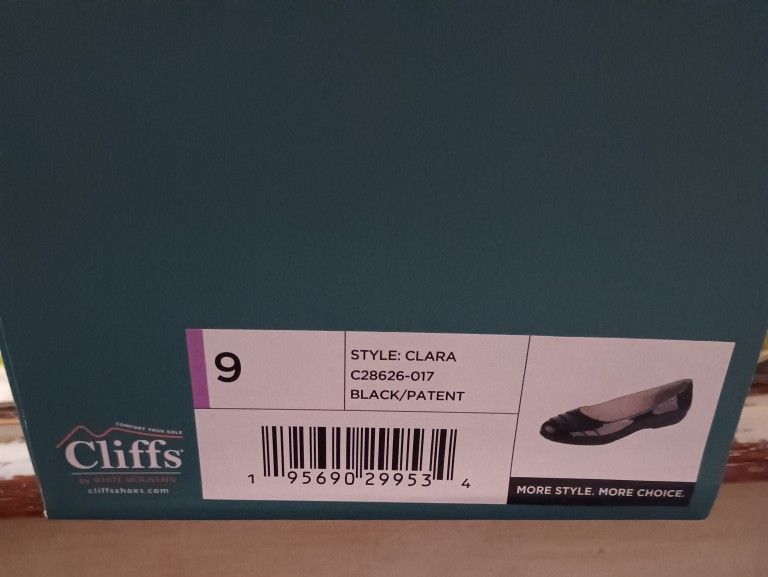 9
STYLE: CLARA
C28626-017
BLACK/PATENT
1 95690 29953 4
MORE STYLE. MORE CHOICE.
COMFORT YOUR SOLE
Cliffs
by WHITE MOUNTAIN
cliffsshoes.com